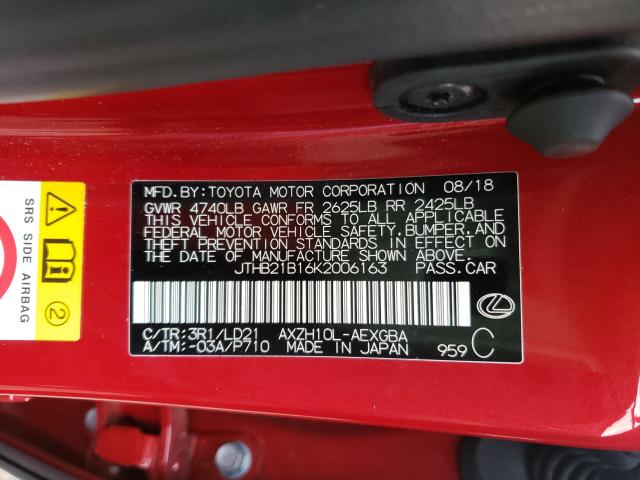 MFD.BY:TOYOTA MOTOR CORPORATION 08/18
GVWR 4740LB GAWR FR 2625LB RR 2425LB
THIS VEHICLE CONFORMS TO ALL APPLICABLE
FEDERAL MOTOR VEHICLE SAFETY.BUMPER.AND
THEFT PREVENTION STANDARDS IN EFFECT ON
THE DATE OF MANUFACTURE SHOWN ABOVE.
JTHB21B16K2006163 PASS.CAR
C/TR:3R1/LD21 AXZH10L-AEXGBA
A/TM:-03A/P710 MADE IN JAPAN 959 C
SRS SIDE AIRBAG
2